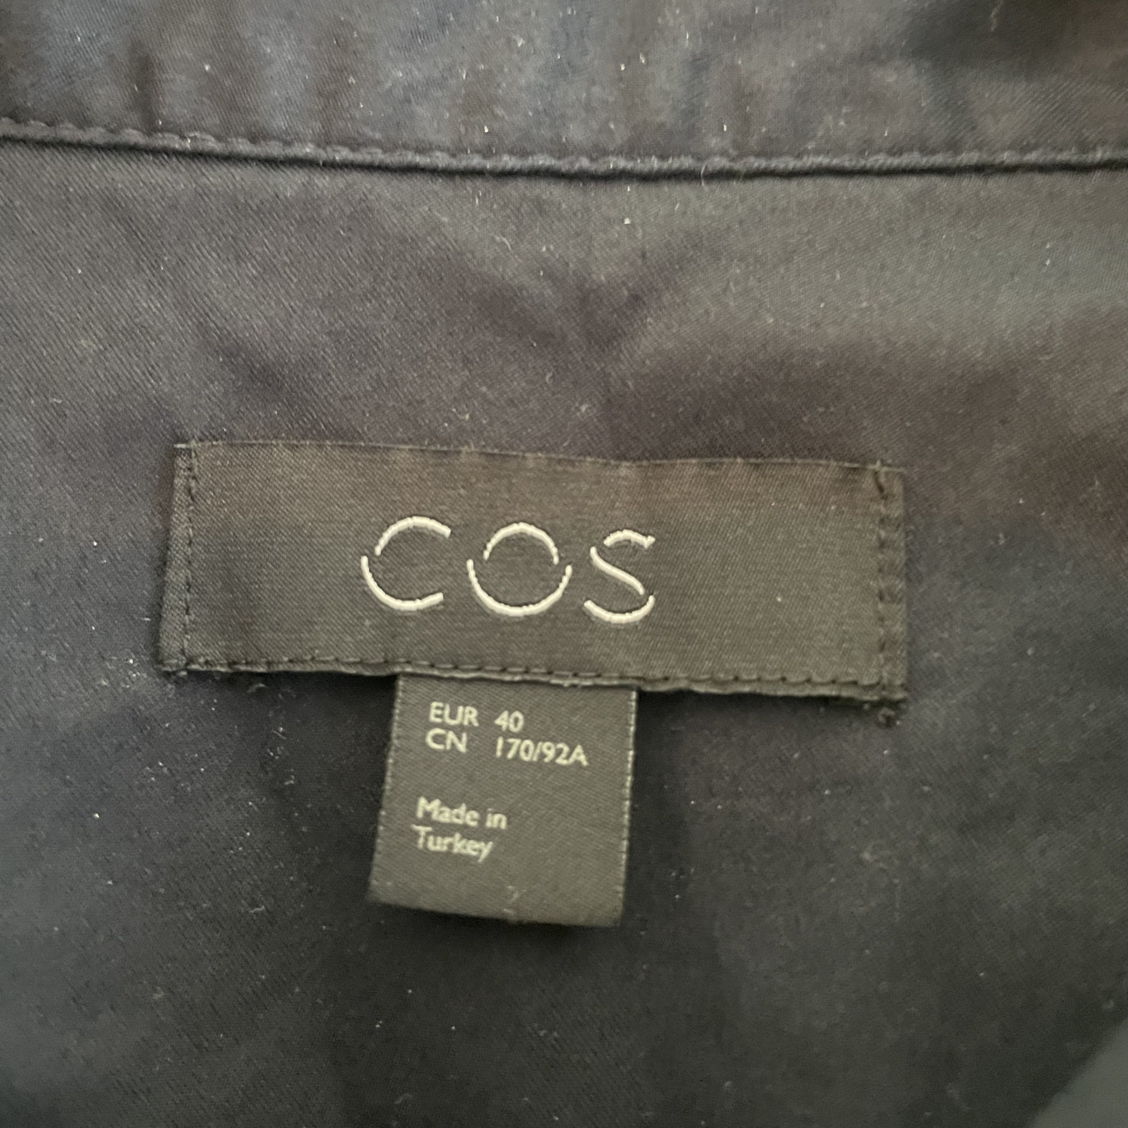 COS
EUR 40
CN 170/92A
Made in
Turkey